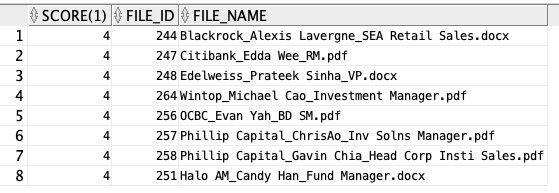 SCORE(1) FILE_ID FILE_NAME
1 4 244 Blackrock_Alexis Lavergne_SEA Retail Sales.docx
2 4 247 Citibank_Edda Wee_RM.pdf
3 4 248 Edelweiss_Prateek Sinha_VP.docx
4 4 264 Wintop_Michael Cao_Investment Manager.pdf
5 4 256 OCBC_Evan Yah_BD SM.pdf
6 4 257 Phillip Capital_ChrisAo_Inv Solns Manager.pdf
7 4 258 Phillip Capital_Gavin Chia_Head Corp Insti Sales.pdf
8 4 251 Halo AM_Candy Han_Fund Manager.docx